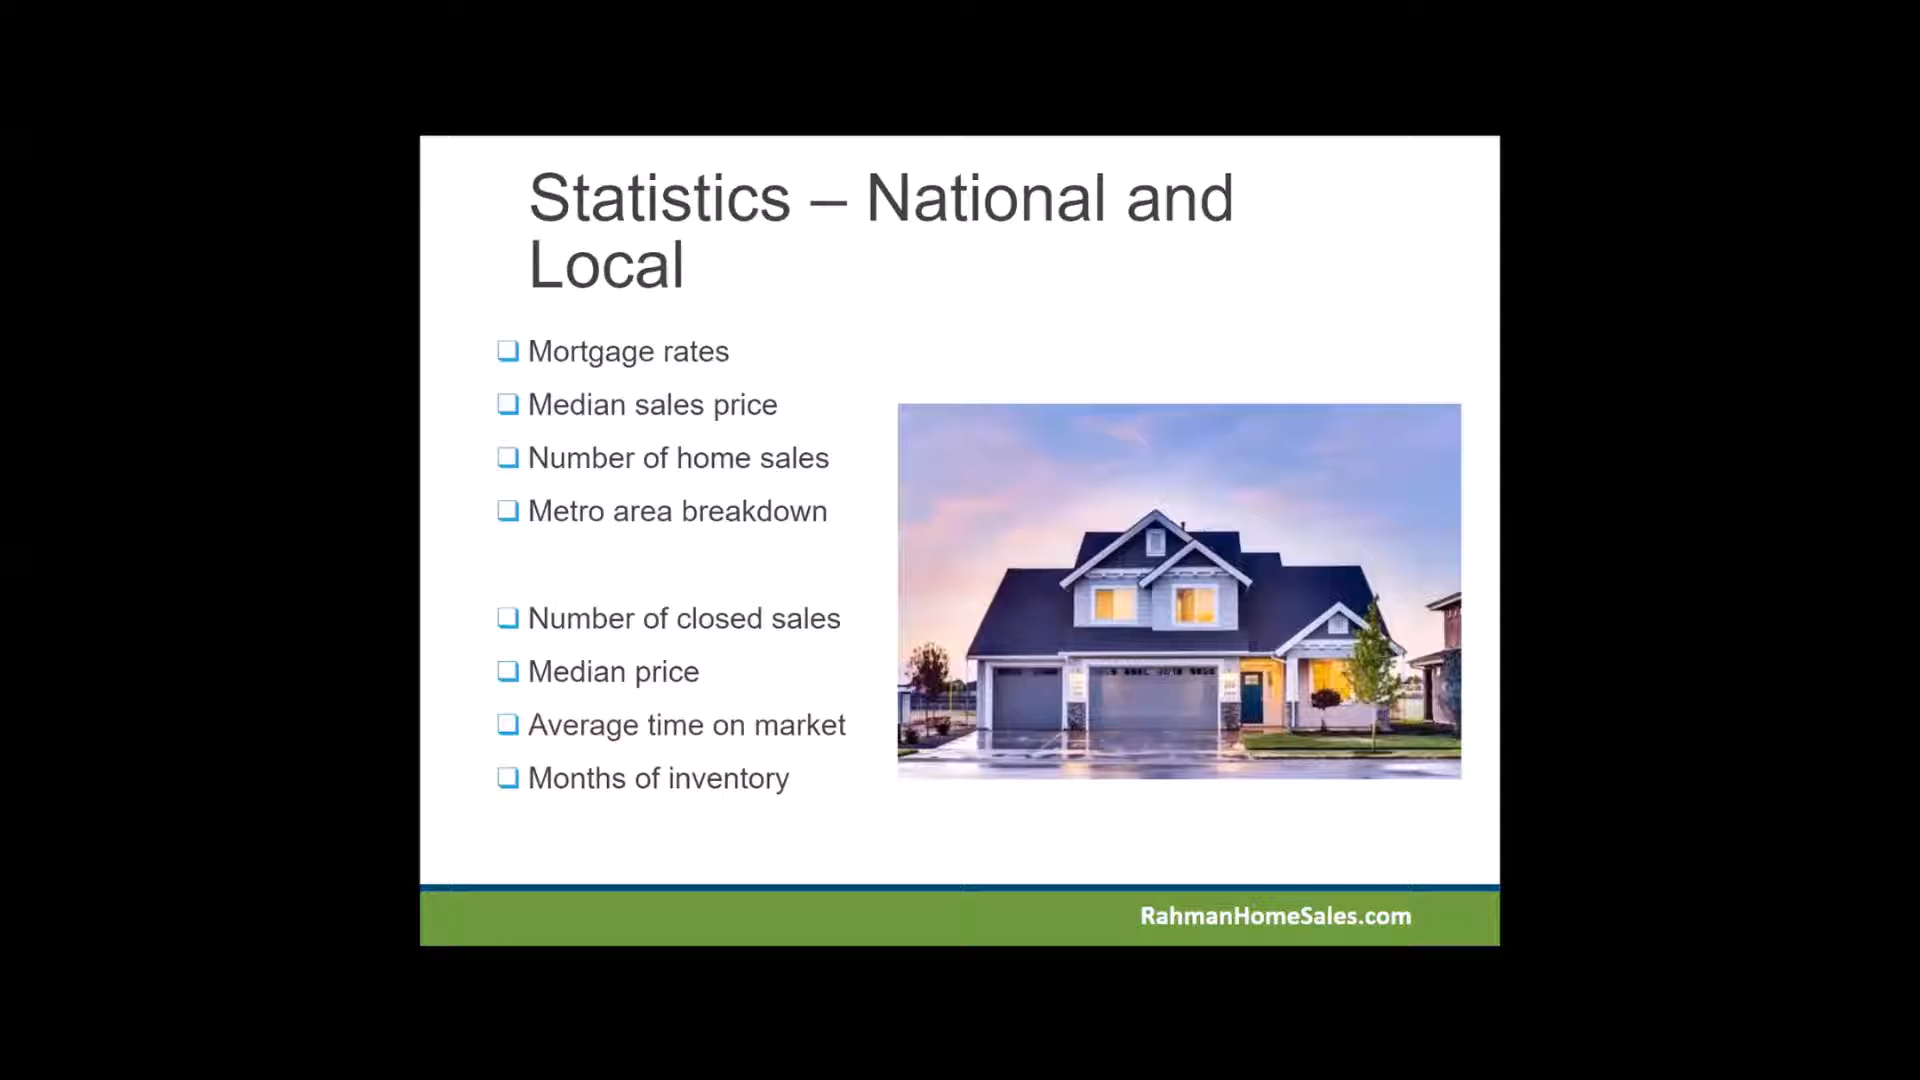 Statistics – National and
Local
Mortgage rates
Median sales price
Number of home sales
Metro area breakdown
Number of closed sales
Median price
Average time on market
Months of inventory
RahmanHomeSales.com